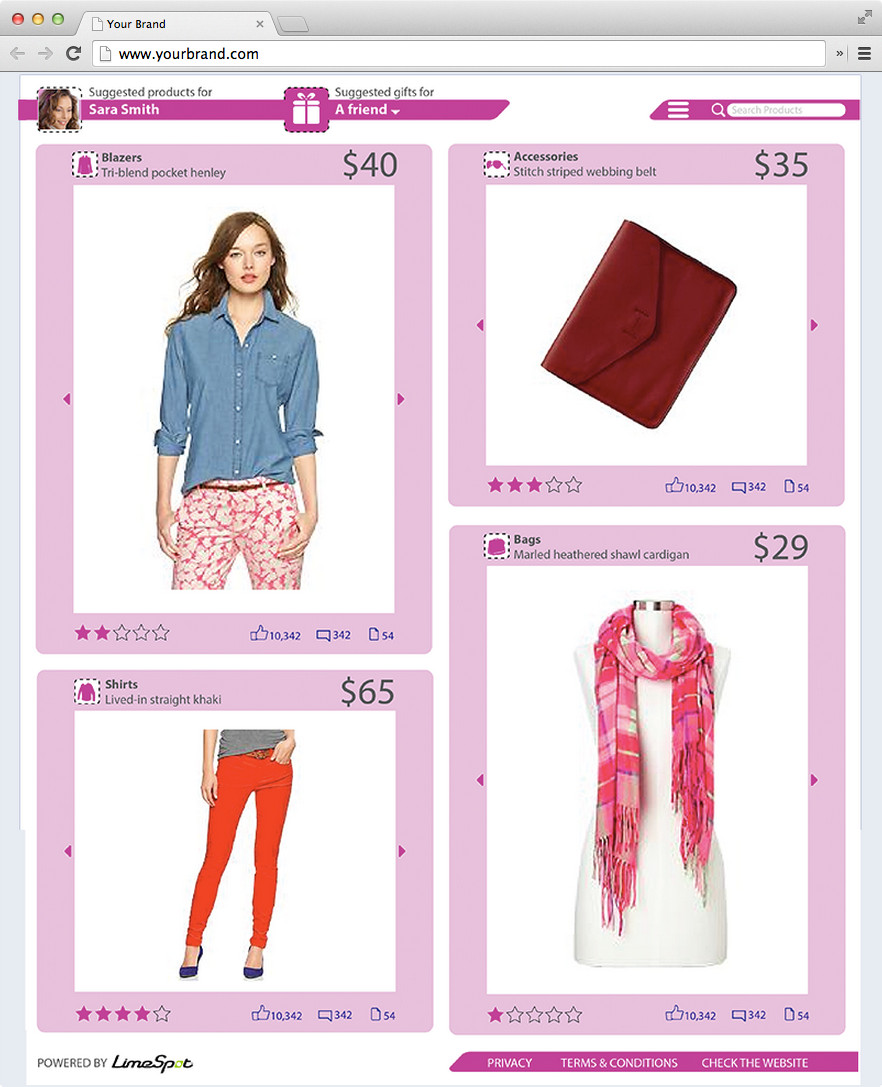 Your Brand
www.yourbrand.com
Suggested products for
Sara Smith
Suggested gifts for
A friend
Search Products
Blazers
Tri-blend pocket henley
$40
10,342
342
54
Accessories
Stitch striped webbing belt
$35
10,342
342
54
Shirts
Lived-in straight khaki
$65
10,342
342
54
Bags
Marled heathered shawl cardigan
$29
10,342
342
54
POWERED BY LimeSpot
PRIVACY TERMS & CONDITIONS CHECK THE WEBSITE